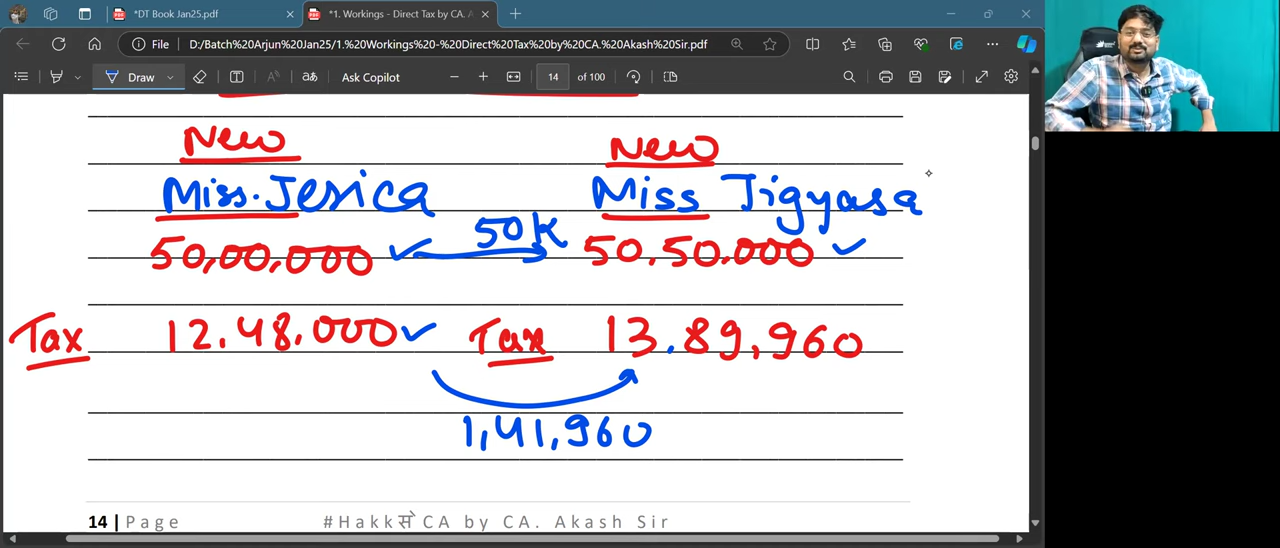 *DT Book Jan25.pdf
*1. Workings - Direct Tax by CA. A
File D:/Batch%20Arjun%20Jan25/1.%20Workings%20-%20Direct%20Tax%20by%20CA.%20Akash%20Sir.pdf
Draw aあ Ask Copilot 14 of 100
New New
Miss. Jesica Miss Jigyasa
50,00,000 50K 50.50.000
Tax 12.48.000 Tax 13.89,960
1,41,960
14 | Page #Hakkसे CA by CA. Akash Sir